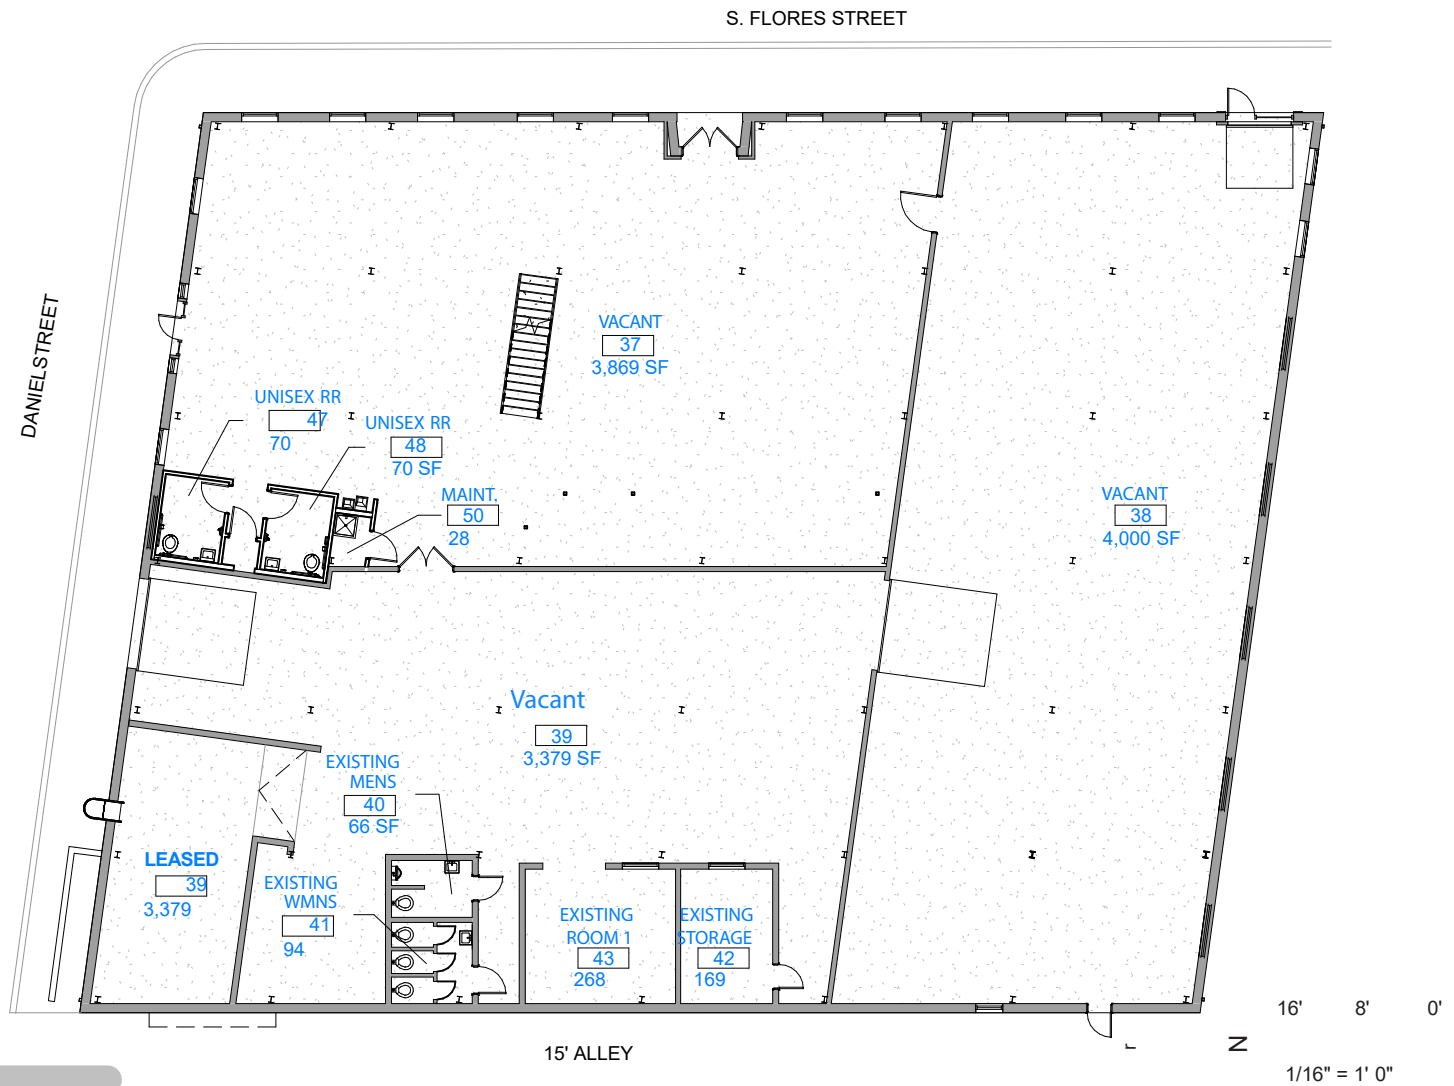 S. FLORES STREET
DANIELSTREET
VACANT
37
3,869 SF
UNISEX RR
47
70
UNISEX RR
48
70 SF
MAINT.
50
28
VACANT
38
4,000 SF
Vacant
39
3,379 SF
EXISTING
MENS
40
66 SF
LEASED
39
3,379
EXISTING
WMNS
41
94
EXISTING
ROOM 1
43
268
EXISTING
STORAGE
42
169
15' ALLEY
r
N
16' 8' 0'
1/16" = 1' 0"